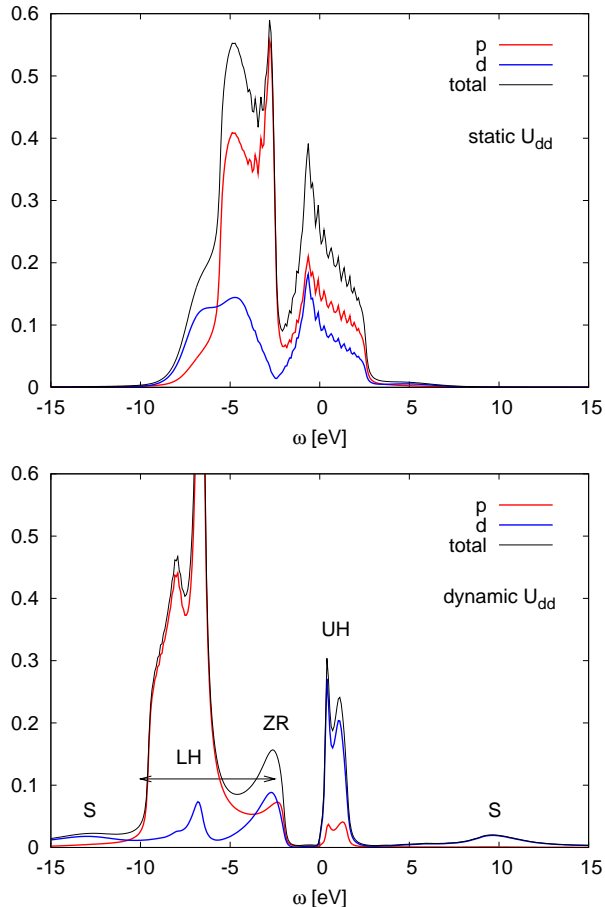 0.6
p
d
total
0.5
static U_dd
0.4
0.3
0.2
0.1
0
-15 -10 -5 0 5 10 15
ω [eV]
0.6
p
d
total
0.5
dynamic U_dd
0.4
UH
0.3
0.2
ZR
LH
0.1
S S
0
-15 -10 -5 0 5 10 15
ω [eV]